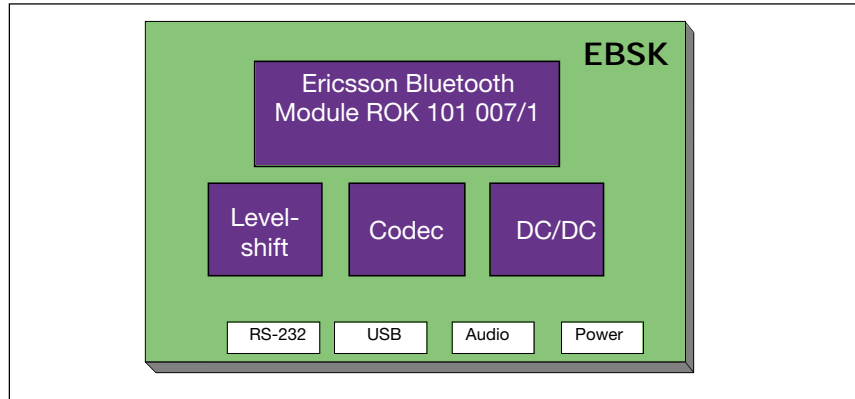 EBSK
Ericsson Bluetooth
Module ROK 101 007/1
Level-
shift
Codec
DC/DC
RS-232
USB
Audio
Power